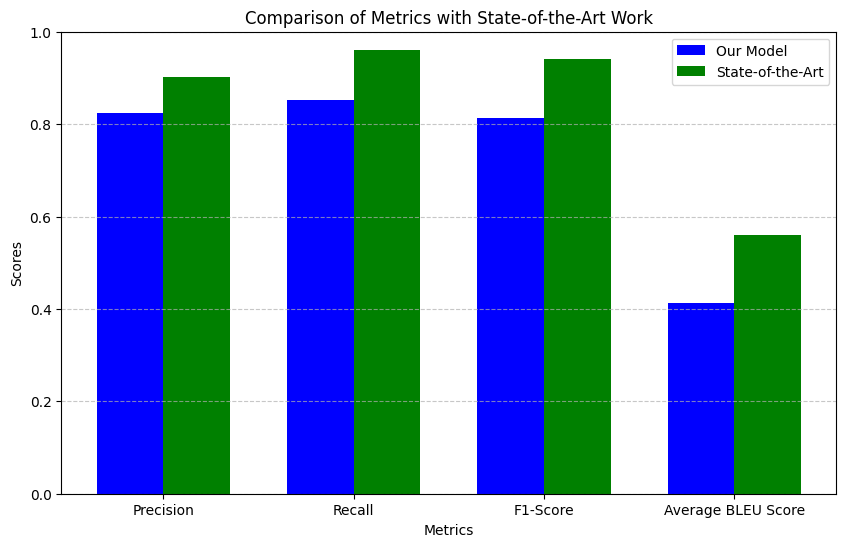 Comparison of Metrics with State-of-the-Art Work
Our Model
State-of-the-Art
1.0
0.8
0.6
0.4
0.2
0.0
Scores
Precision
Recall
F1-Score
Average BLEU Score
Metrics